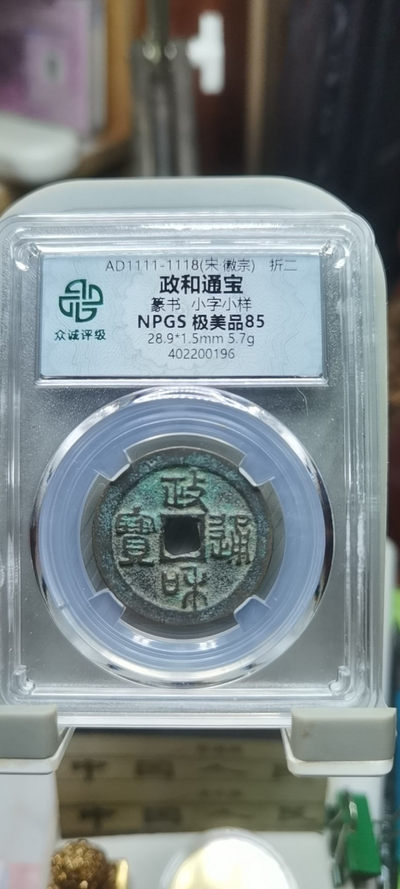 AD1111-1118(宋·徽宗) 折二
政和通宝
篆书 小字小样
NPGS 极美品85
28.9*1.5mm 5.7g
402200196
众诚评级
政
寶 通
和
中國